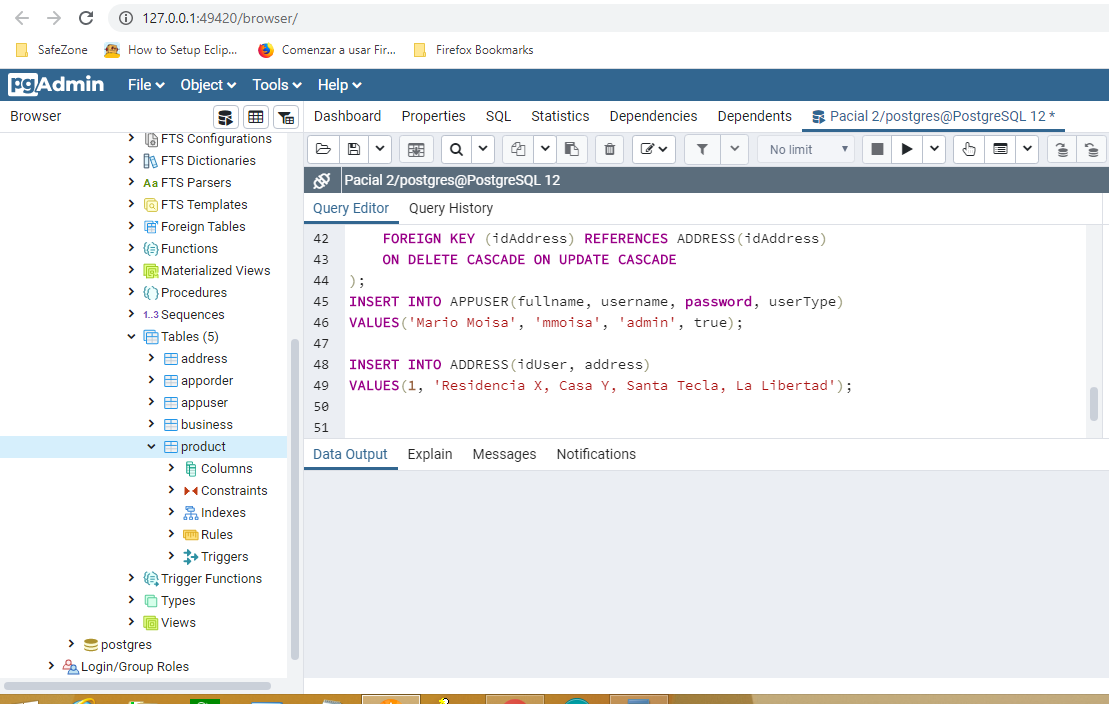 127.0.0.1:49420/browser/
SafeZone How to Setup Eclip... Comenzar a usar Fir... Firefox Bookmarks
pgAdmin File Object Tools Help
Browser
Dashboard Properties SQL Statistics Dependencies Dependents Pacial 2/postgres@PostgreSQL 12 *
FTS Configurations
FTS Dictionaries
Aa FTS Parsers
FTS Templates
Foreign Tables
Functions
Materialized Views
Procedures
1..3 Sequences
Tables (5)
address
apporder
appuser
business
product
Columns
Constraints
Indexes
Rules
Triggers
Trigger Functions
Types
Views
postgres
Login/Group Roles
No limit
Pacial 2/postgres@PostgreSQL 12
Query Editor Query History
42 FOREIGN KEY (idAddress) REFERENCES ADDRESS(idAddress)
43 ON DELETE CASCADE ON UPDATE CASCADE
44 );
45 INSERT INTO APPUSER(fullname, username, password, userType)
46 VALUES('Mario Moisa', 'mmoisa', 'admin', true);
47
48 INSERT INTO ADDRESS(idUser, address)
49 VALUES(1, 'Residencia X, Casa Y, Santa Tecla, La Libertad');
50
51
Data Output Explain Messages Notifications